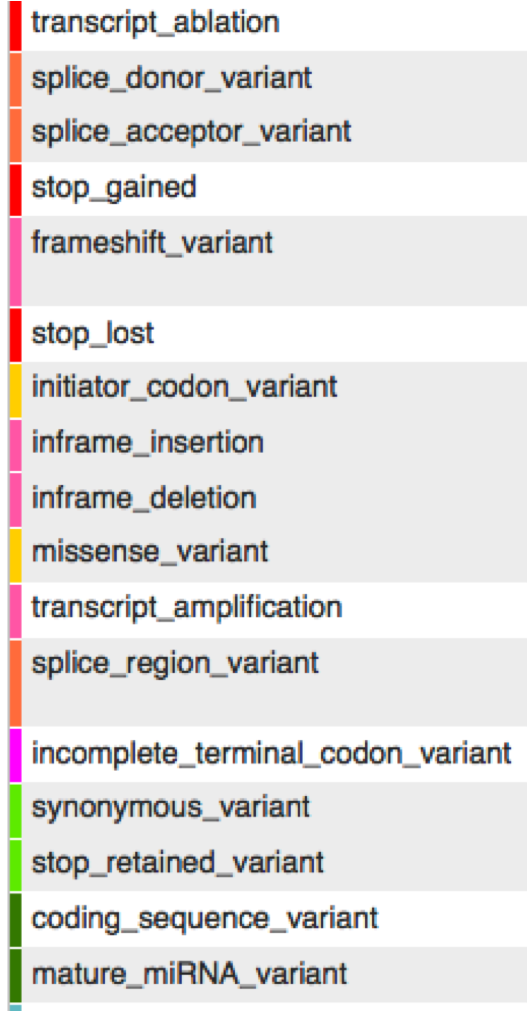 transcript_ablation
splice_donor_variant
splice_acceptor_variant
stop_gained
frameshift_variant
stop_lost
initiator_codon_variant
inframe_insertion
inframe_deletion
missense_variant
transcript_amplification
splice_region_variant
incomplete_terminal_codon_variant
synonymous_variant
stop_retained_variant
coding_sequence_variant
mature_miRNA_variant